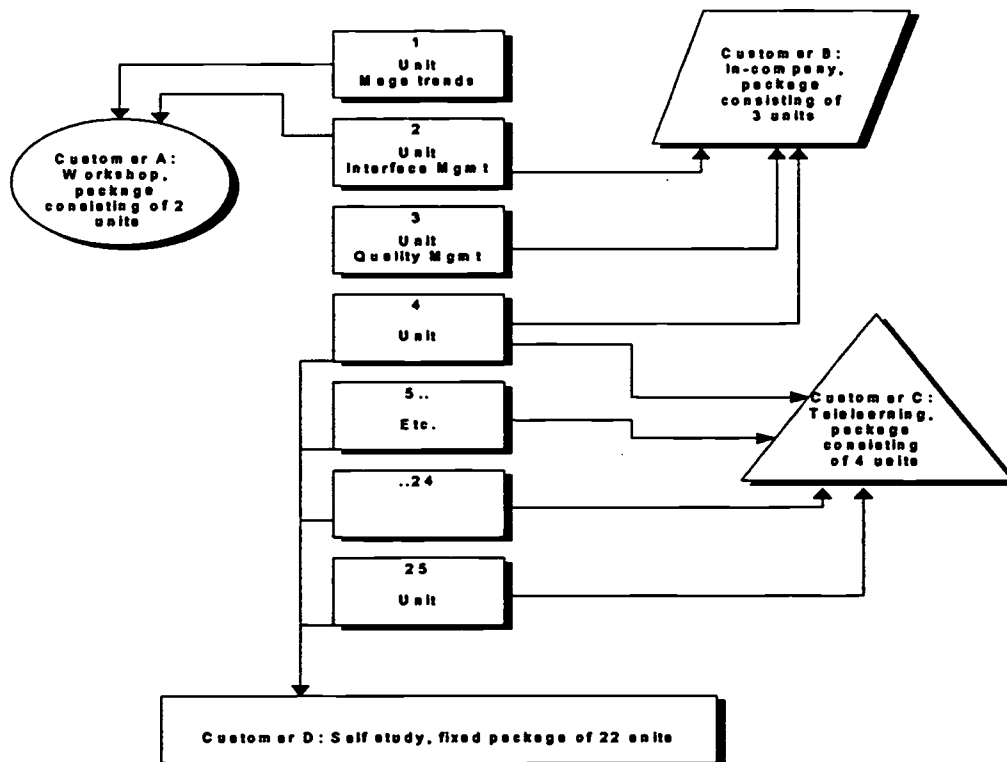 1
Unit
Mega trends
2
Unit
Interface Mgmt
3
Unit
Quality Mgmt
4
Unit
5..
Etc.
..24
25
Unit
Customer A:
Workshop,
package
consisting of 2
units
Customer B:
In-company,
package
consisting of
3 units
Customer C:
Telelearning,
package
consisting
of 4 units
Customer D: Self study, fixed package of 22 units